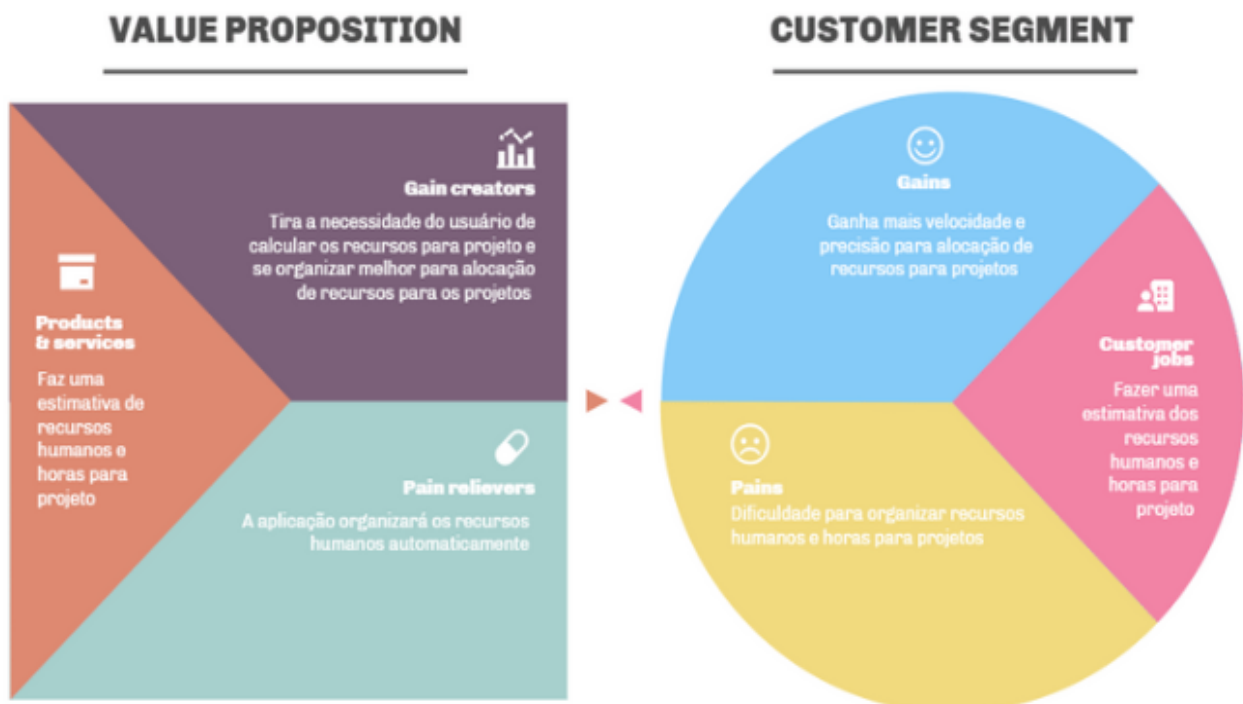 VALUE PROPOSITION
Gain creators
Tira a necessidade do usuário de
calcular os recursos para projeto e
se organizar melhor para alocação
de recursos para os projetos
Products
& services
Faz uma
estimativa de
recursos
humanos e
horas para
projeto
Pain relievers
A aplicação organizará os recursos
humanos automaticamente
CUSTOMER SEGMENT
Gains
Ganha mais velocidade e
precisão para alocação de
recursos para projetos
Customer
jobs
Fazer uma
estimativa dos
recursos
humanos e
horas para
projeto
Pains
Dificuldade para organizar recursos
humanos e horas para projetos